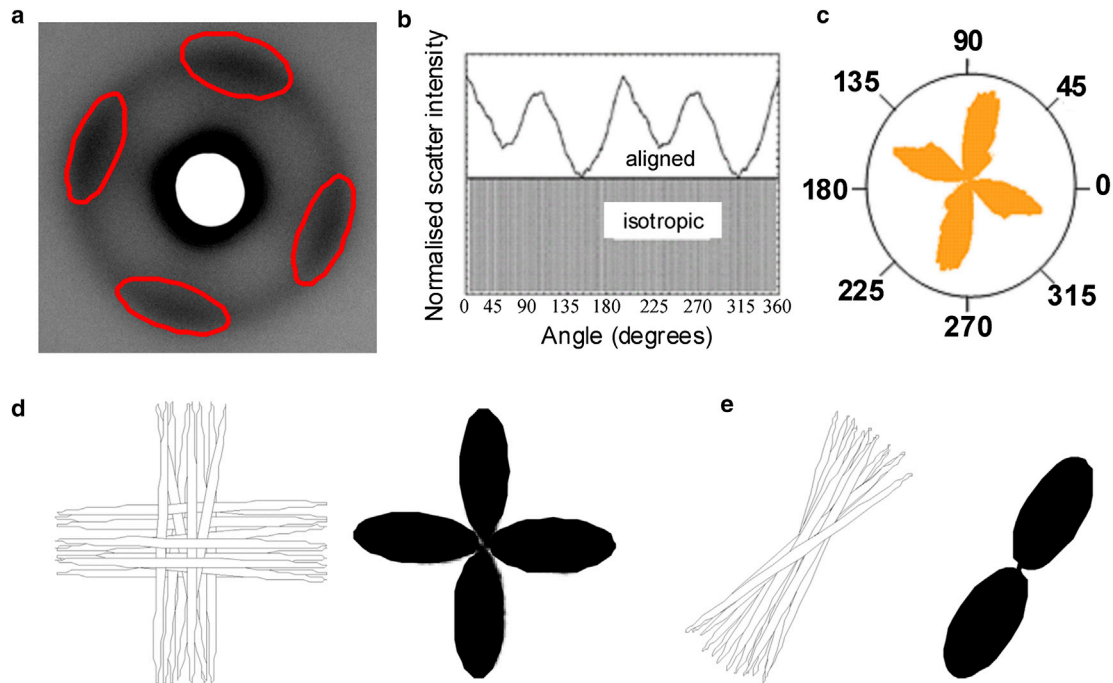 a
b
Normalised scatter intensity
aligned
isotropic
0 45 90 135 180 225 270 315 360
Angle (degrees)
c
90
135
45
180
0
225
315
270
d
e